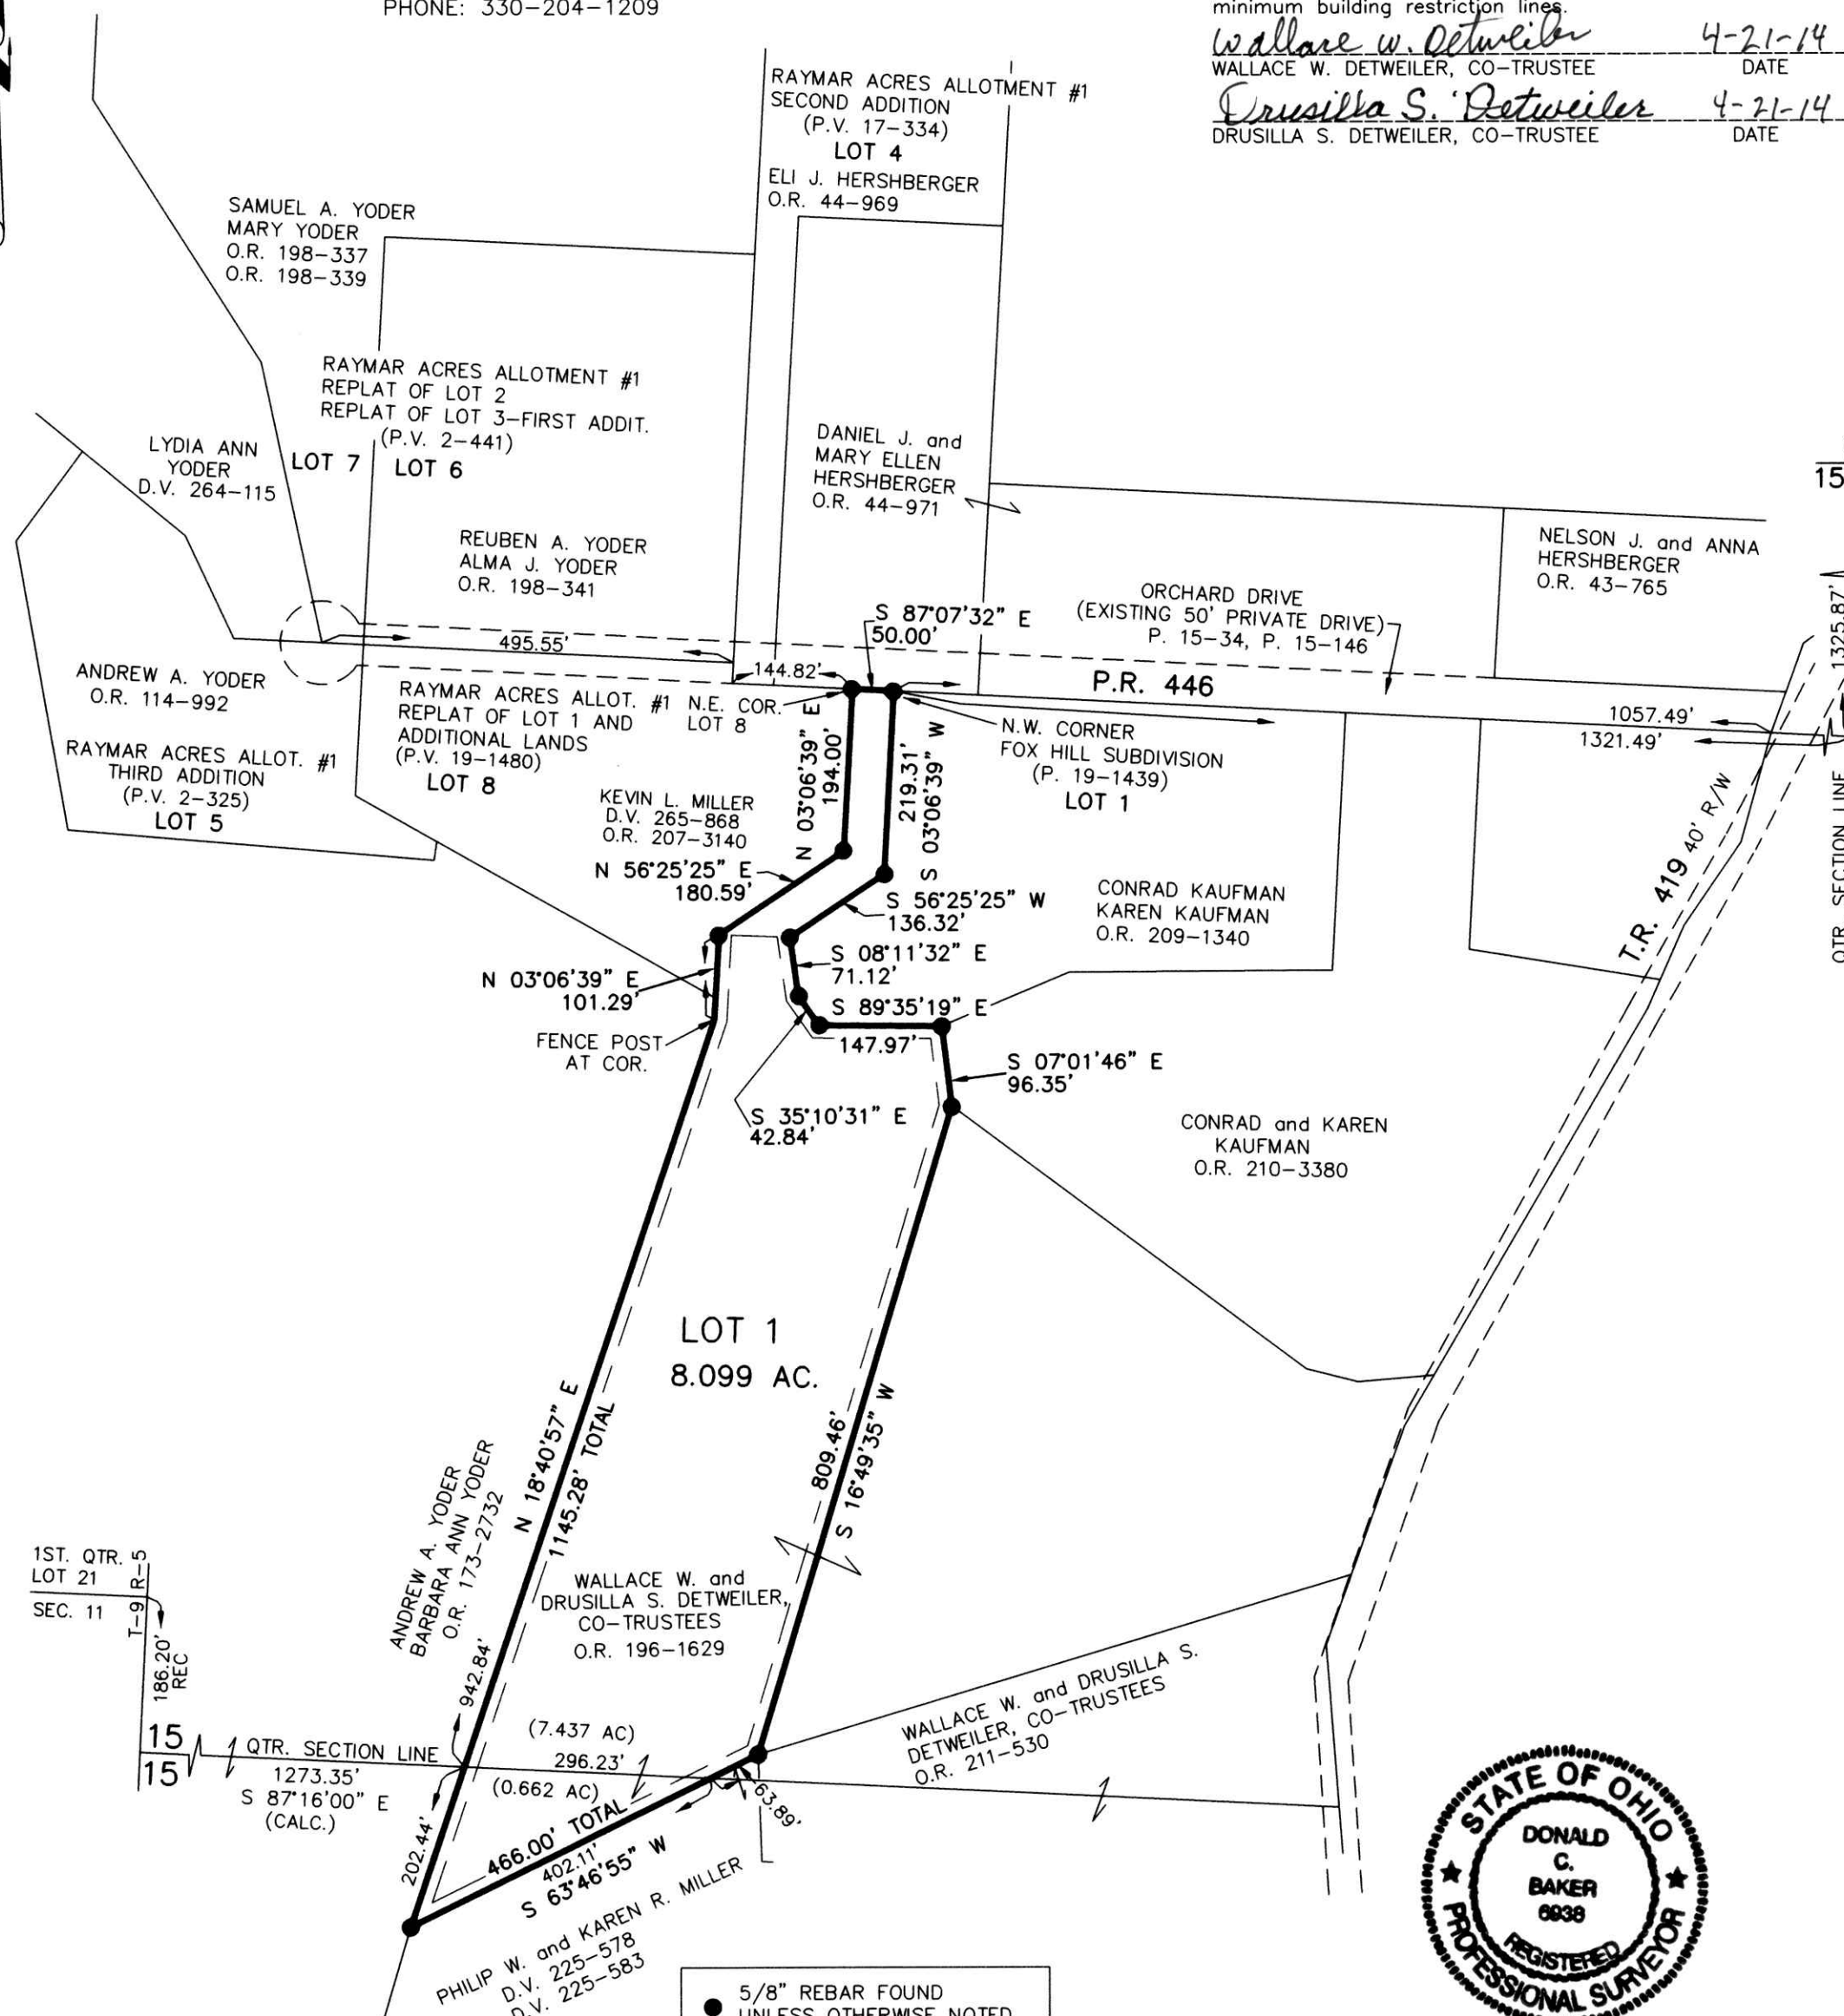 PHONE: 330-204-1209
minimum building restriction lines.
Wallace W. Detweiler 4-21-14
WALLACE W. DETWEILER, CO-TRUSTEE DATE
Drusilla S. Detweiler 4-21-14
DRUSILLA S. DETWEILER, CO-TRUSTEE DATE
RAYMAR ACRES ALLOTMENT #1
SECOND ADDITION
(P.V. 17-334)
LOT 4
ELI J. HERSHBERGER
O.R. 44-969
SAMUEL A. YODER
MARY YODER
O.R. 198-337
O.R. 198-339
RAYMAR ACRES ALLOTMENT #1
REPLAT OF LOT 2
REPLAT OF LOT 3-FIRST ADDIT.
(P.V. 2-441)
LOT 7 LOT 6
LYDIA ANN
YODER
D.V. 264-115
DANIEL J. and
MARY ELLEN
HERSHBERGER
O.R. 44-971
15
REUBEN A. YODER
ALMA J. YODER
O.R. 198-341
NELSON J. and ANNA
HERSHBERGER
O.R. 43-765
ORCHARD DRIVE
(EXISTING 50' PRIVATE DRIVE)
P. 15-34, P. 15-146
S 87°07'32" E
50.00'
1325.87'
495.55'
144.82'
P.R. 446
1057.49'
1321.49'
QTR. SECTION LINE
ANDREW A. YODER
O.R. 114-992
RAYMAR ACRES ALLOT. #1
THIRD ADDITION
(P.V. 2-325)
LOT 5
RAYMAR ACRES ALLOT. #1
REPLAT OF LOT 1 AND
ADDITIONAL LANDS
(P.V. 19-1480)
LOT 8
N.E. COR.
LOT 8
KEVIN L. MILLER
D.V. 265-868
O.R. 207-3140
N 03°06'39" E
194.00'
219.31'
S 03°06'39" W
N.W. CORNER
FOX HILL SUBDIVISION
(P. 19-1439)
LOT 1
T.R. 419 40' R/W
N 56°25'25" E
180.59'
S 56°25'25" W
136.32'
CONRAD KAUFMAN
KAREN KAUFMAN
O.R. 209-1340
S 08°11'32" E
71.12'
N 03°06'39" E
101.29'
S 89°35'19" E
147.97'
FENCE POST
AT COR.
S 07°01'46" E
96.35'
S 35°10'31" E
42.84'
CONRAD and KAREN
KAUFMAN
O.R. 210-3380
LOT 1
8.099 AC.
N 18°40'57" E
1145.28' TOTAL
809.46'
S 16°49'35" W
ANDREW A. YODER
BARBARA ANN YODER
O.R. 173-2732
1ST. QTR.
LOT 21
SEC. 11
T-9 R-5
186.20'
REC
WALLACE W. and
DRUSILLA S. DETWEILER,
CO-TRUSTEES
O.R. 196-1629
942.84'
WALLACE W. and DRUSILLA S.
DETWEILER, CO-TRUSTEES
O.R. 211-530
15
15
QTR. SECTION LINE
1273.35'
S 87°16'00" E
(CALC.)
(7.437 AC)
296.23'
(0.662 AC)
63.89'
202.44'
466.00' TOTAL
402.11'
S 63°46'55" W
PHILIP W. and KAREN R. MILLER
D.V. 225-578
D.V. 225-583
STATE OF OHIO
DONALD
C.
BAKER
6938
REGISTERED
PROFESSIONAL SURVEYOR
5/8" REBAR FOUND
UNLESS OTHERWISE NOTED